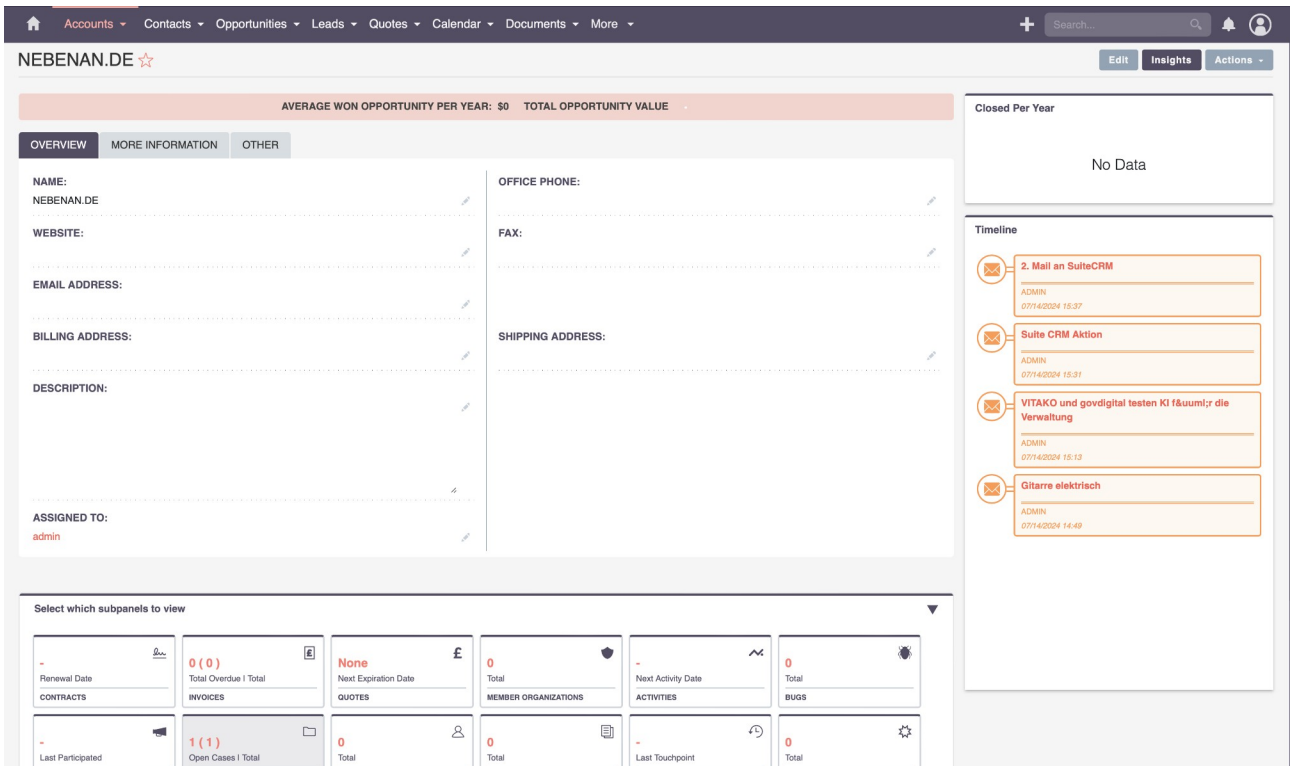 Accounts Contacts Opportunities Leads Quotes Calendar Documents More Search...
NEBENAN.DE
Edit Insights Actions
AVERAGE WON OPPORTUNITY PER YEAR: $0 TOTAL OPPORTUNITY VALUE
OVERVIEW MORE INFORMATION OTHER
NAME:
NEBENAN.DE
OFFICE PHONE:
WEBSITE:
FAX:
EMAIL ADDRESS:
BILLING ADDRESS:
SHIPPING ADDRESS:
DESCRIPTION:
ASSIGNED TO:
admin
Closed Per Year
No Data
Timeline
2. Mail an SuiteCRM
ADMIN
07/14/2024 15:37
Suite CRM Aktion
ADMIN
07/14/2024 15:31
VITAKO und govdigital testen KI f&uuml;r die
Verwaltung
ADMIN
07/14/2024 15:13
Gitarre elektrisch
ADMIN
07/14/2024 14:49
Select which subpanels to view
-
Renewal Date
CONTRACTS
0 ( 0 )
Total Overdue | Total
INVOICES
£
None
Next Expiration Date
QUOTES
0
Total
MEMBER ORGANIZATIONS
-
Next Activity Date
ACTIVITIES
0
Total
BUGS
-
Last Participated
1 ( 1 )
Open Cases | Total
0
Total
0
Total
-
Last Touchpoint
0
Total